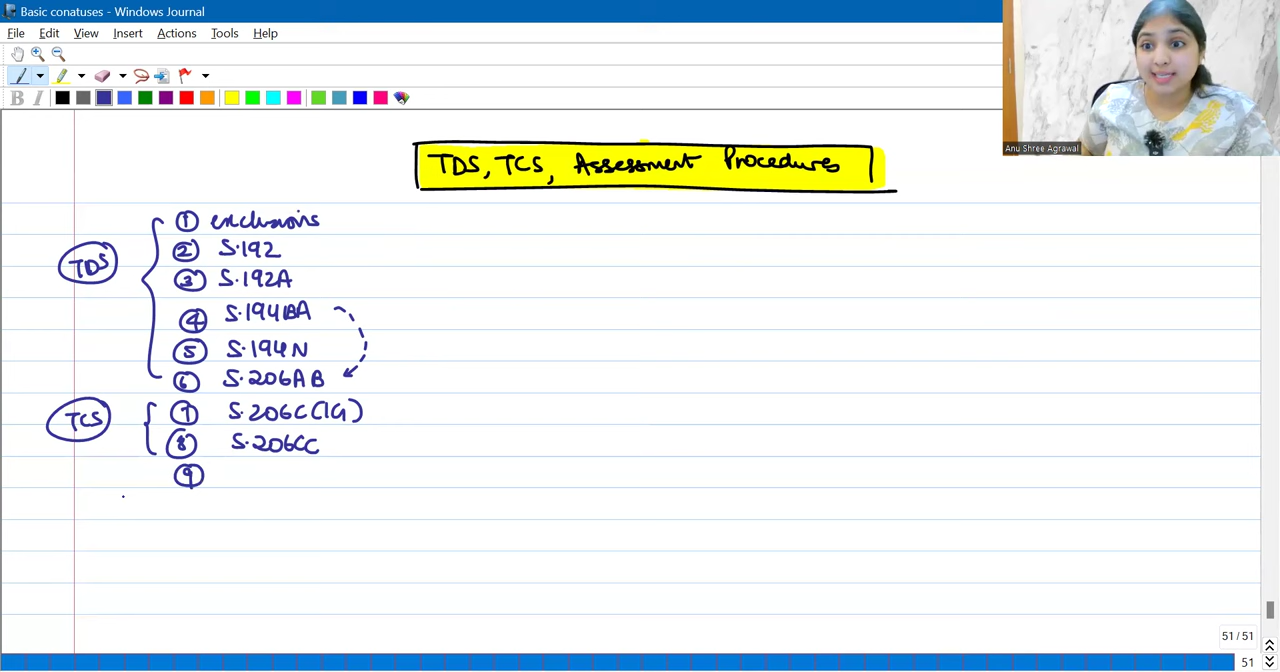 Basic conatuses - Windows Journal
File Edit View Insert Actions Tools Help
B I
Anu Shree Agrawal
TDS, TCS, Assessment Procedures
TDS
① exclusions
② S.192
③ S.192A
④ S.194BA
⑤ S.194N
⑥ S.206AB
TCS
⑦ S.206C(1G)
⑧ S.206CC
⑨
51 / 51
51